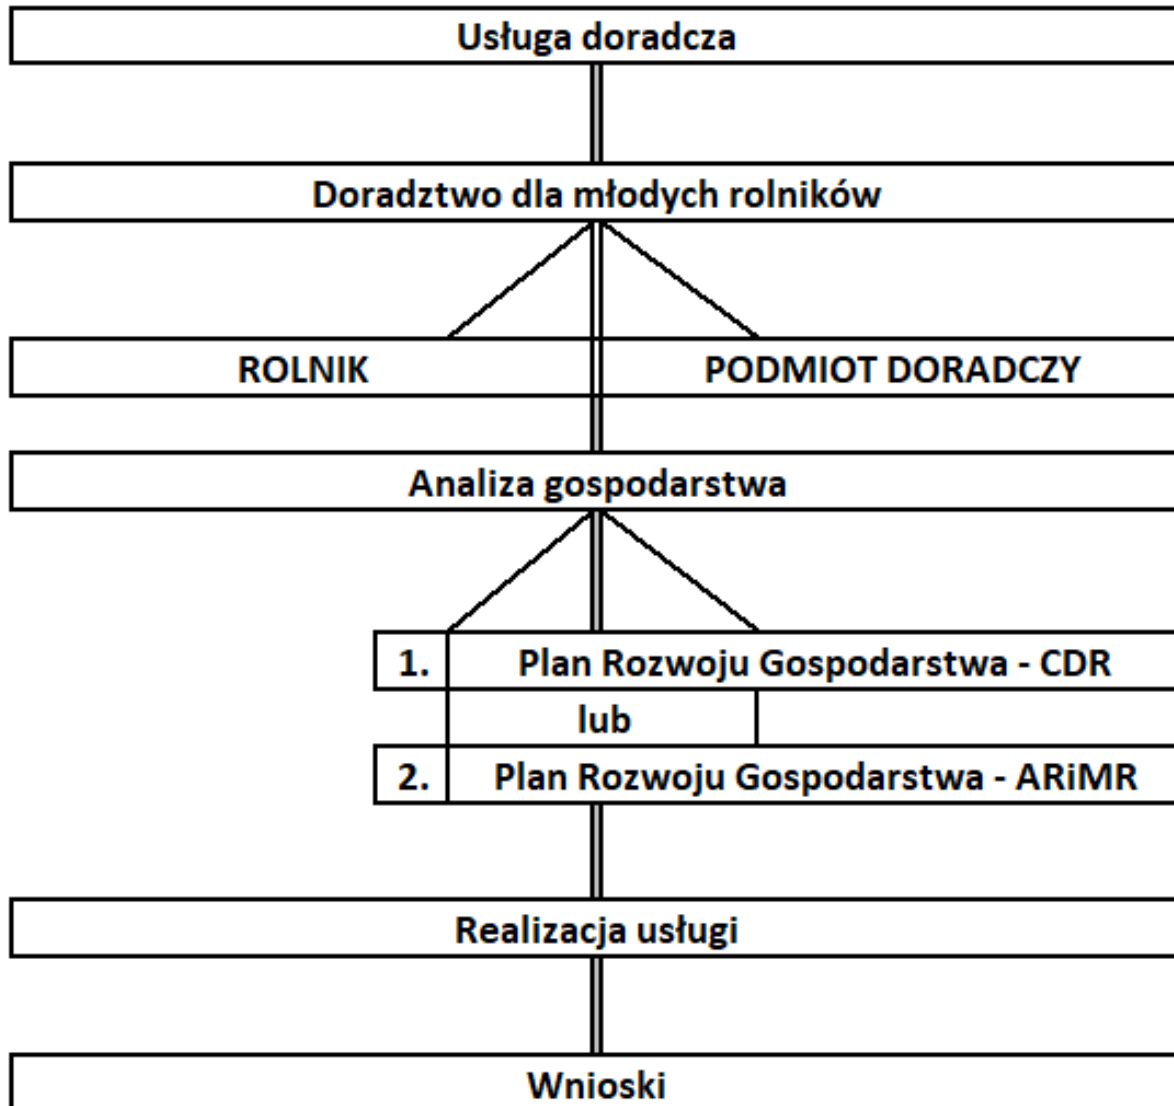 Usługa doradcza
Doradztwo dla młodych rolników
ROLNIK PODMIOT DORADCZY
Analiza gospodarstwa
1. Plan Rozwoju Gospodarstwa - CDR
lub
2. Plan Rozwoju Gospodarstwa - ARiMR
Realizacja usługi
Wnioski